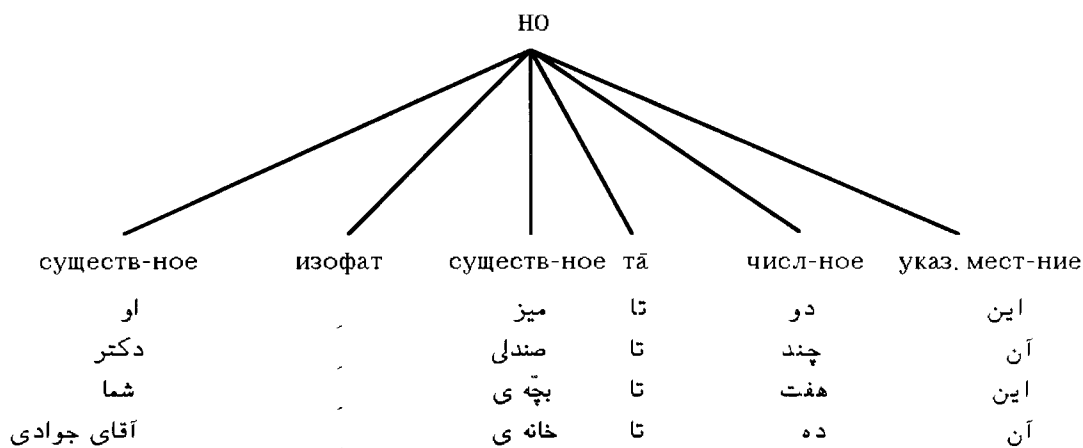 НО
существ-ное изофат существ-ное тā числ-ное указ. мест-ние
این دو تا میز ِ او
آن چند تا صندلی ِ دکتر
این هفت تا بچّه ی ِ شما
آن ده تا خانه ی آقای جوادی